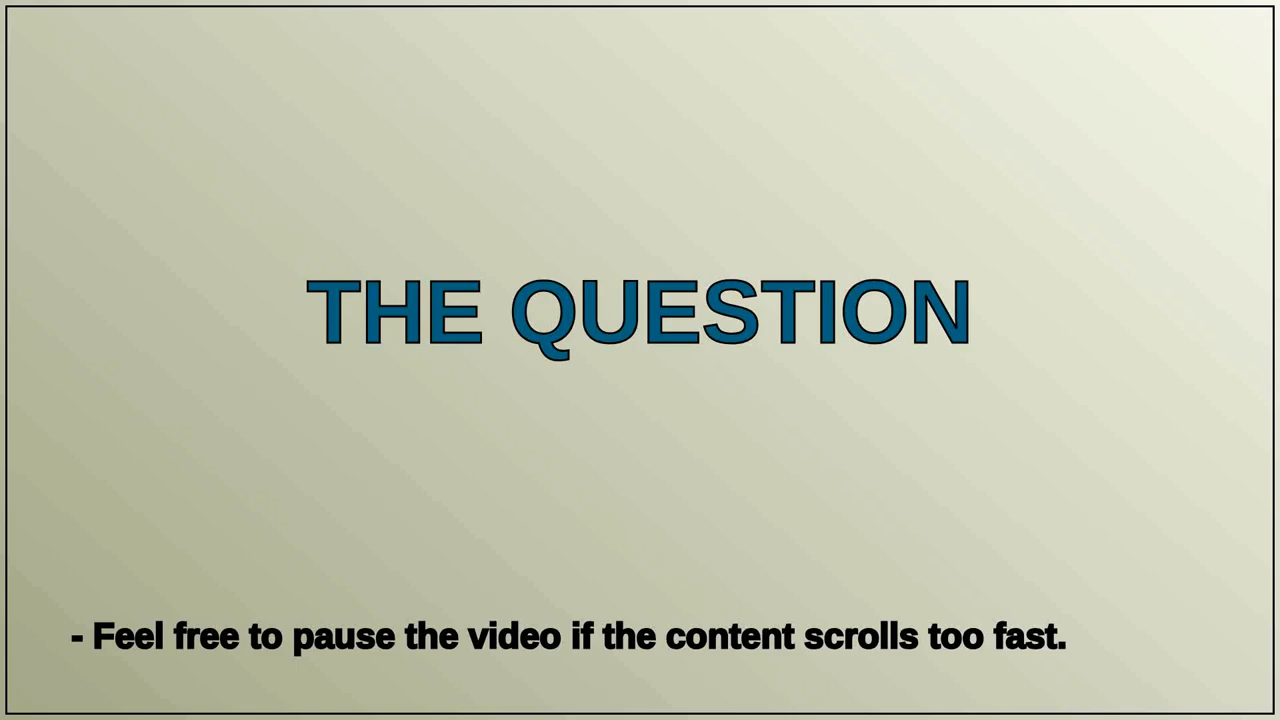 THE QUESTION
- Feel free to pause the video if the content scrolls too fast.